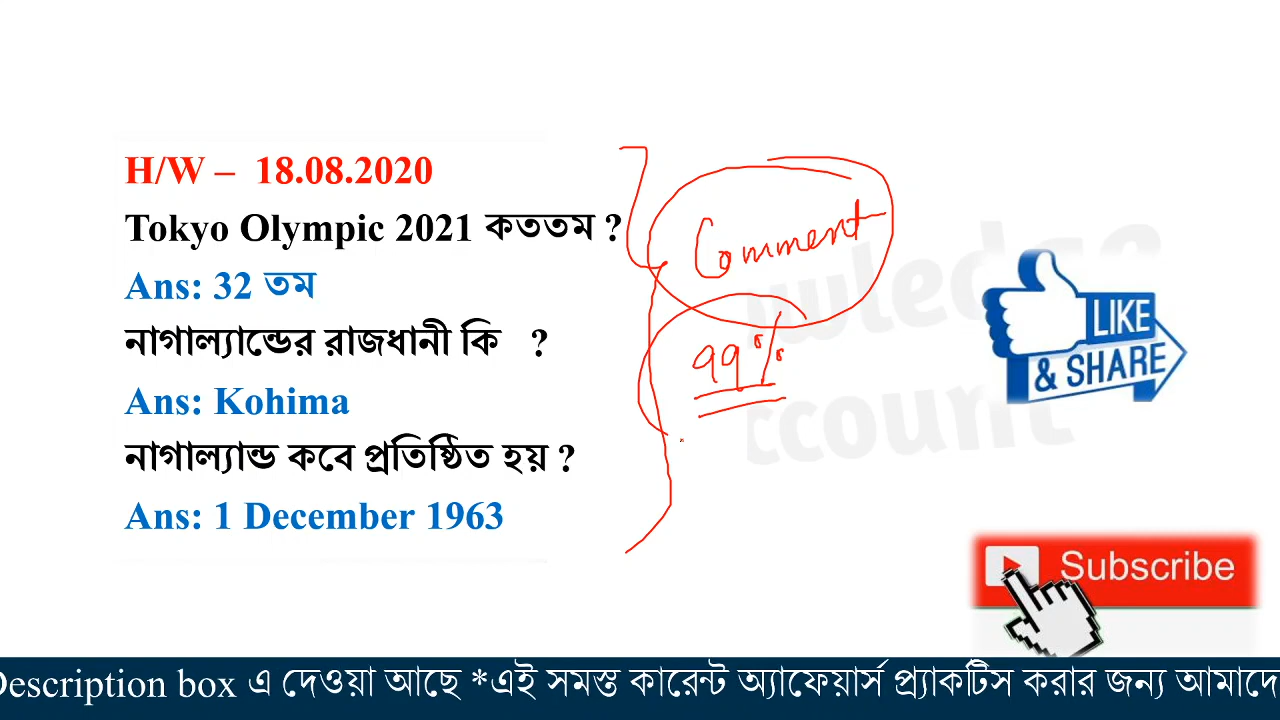 H/W – 18.08.2020
Tokyo Olympic 2021 কততম ?
Ans: 32 তম
নাগাল্যান্ডের রাজধানী কি ?
Ans: Kohima
নাগাল্যান্ড কবে প্রতিষ্ঠিত হয় ?
Ans: 1 December 1963
Comment
99%
LIKE
& SHARE
Subscribe
Description box এ দেওয়া আছে *এই সমস্ত কারেন্ট অ্যাফেয়ার্স প্র্যাকটিস করার জন্য আমাদে